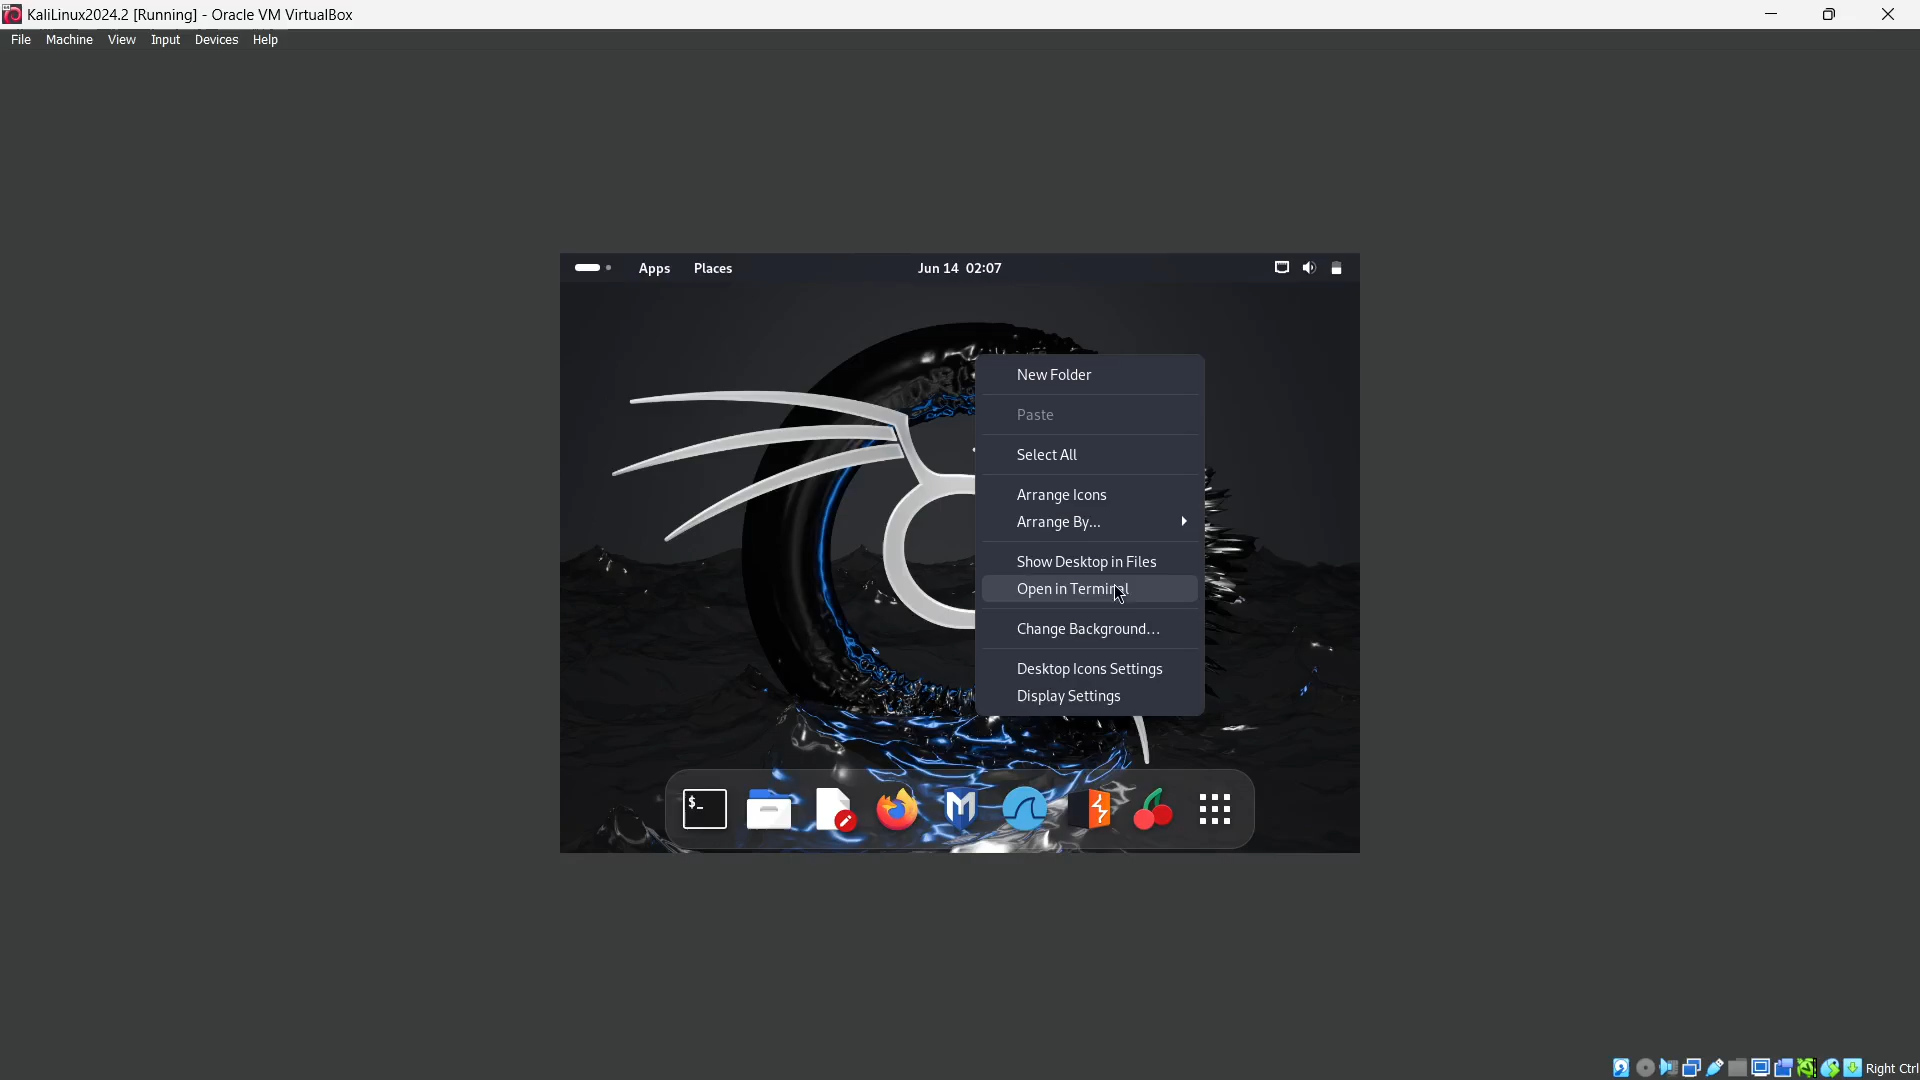 KaliLinux2024.2 [Running] - Oracle VM VirtualBox
File Machine View Input Devices Help
Apps Places Jun 14 02:07
New Folder
Paste
Select All
Arrange Icons
Arrange By...
Show Desktop in Files
Open in Terminal
Change Background...
Desktop Icons Settings
Display Settings
$_
Right Ctrl